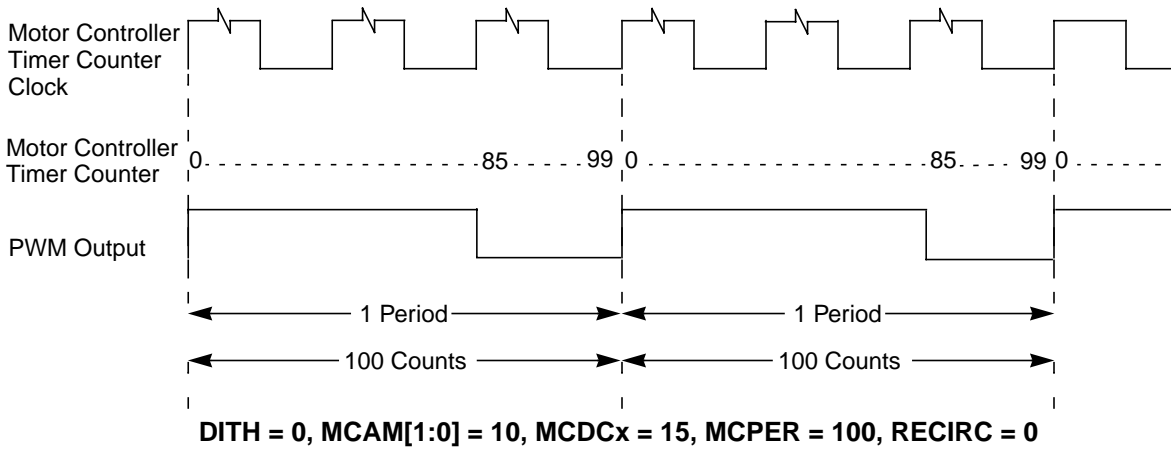 Motor Controller
Timer Counter
Clock
Motor Controller
Timer Counter
0 85 99 0 85 99 0
PWM Output
1 Period 1 Period
100 Counts 100 Counts
DITH = 0, MCAM[1:0] = 10, MCDCx = 15, MCPER = 100, RECIRC = 0